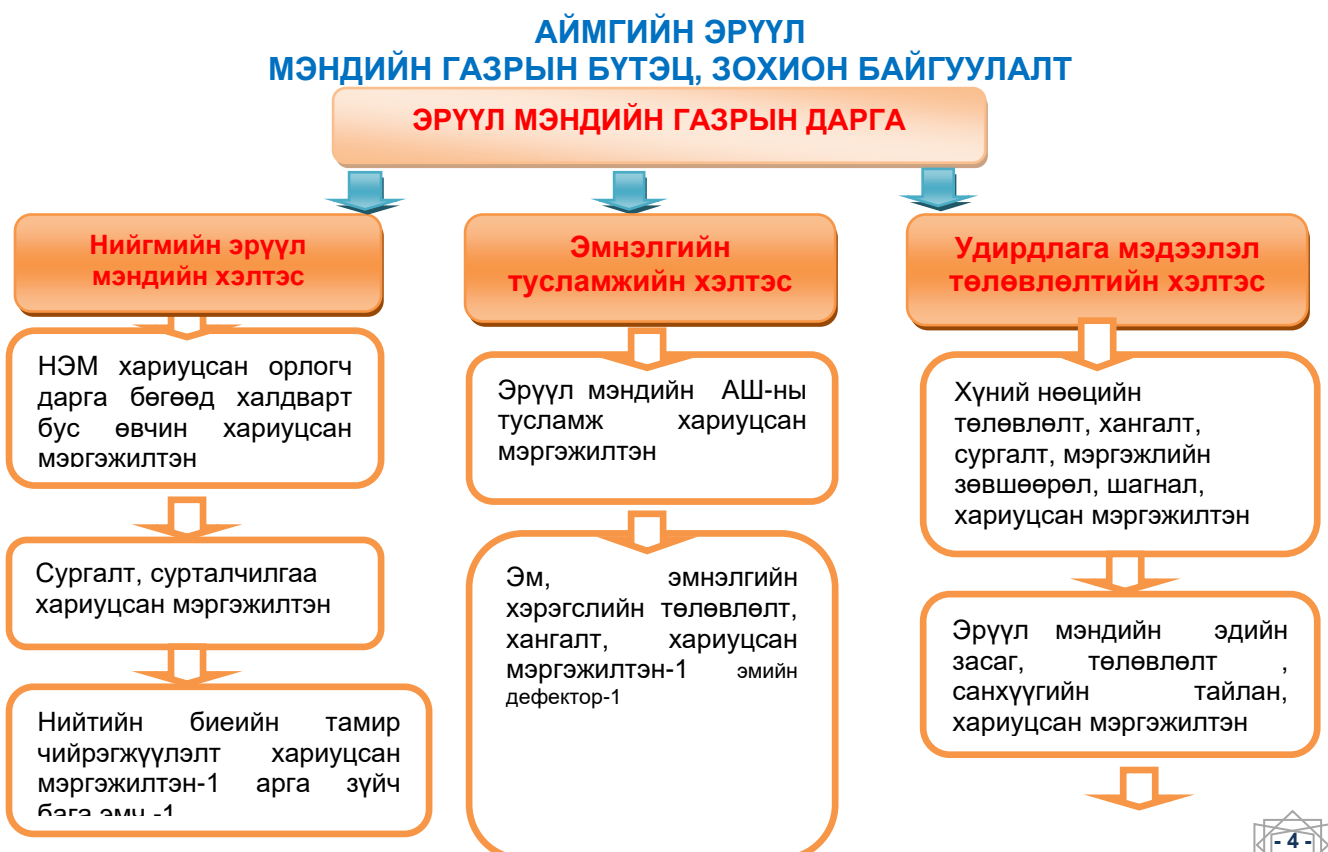 АЙМГИЙН ЭРҮҮЛ
МЭНДИЙН ГАЗРЫН БҮТЭЦ, ЗОХИОН БАЙГУУЛАЛТ
ЭРҮҮЛ МЭНДИЙН ГАЗРЫН ДАРГА
Нийгмийн эрүүл
мэндийн хэлтэс
НЭМ хариуцсан орлогч
дарга бөгөөд халдварт
бус өвчин хариуцсан
мэргэжилтэн
Сургалт, сурталчилгаа
хариуцсан мэргэжилтэн
Нийтийн биеийн тамир
чийрэгжүүлэлт хариуцсан
мэргэжилтэн-1 арга зүйч
бага эмч -1
Эмнэлгийн
тусламжийн хэлтэс
Эрүүл мэндийн АШ-ны
тусламж хариуцсан
мэргэжилтэн
Эм, эмнэлгийн
хэрэгслийн төлөвлөлт,
хангалт, хариуцсан
мэргэжилтэн-1 эмийн
дефектор-1
Удирдлага мэдээлэл
төлөвлөлтийн хэлтэс
Хүний нөөцийн
төлөвлөлт, хангалт,
сургалт, мэргэжлийн
зөвшөөрөл, шагнал,
хариуцсан мэргэжилтэн
Эрүүл мэндийн эдийн
засаг, төлөвлөлт ,
санхүүгийн тайлан,
хариуцсан мэргэжилтэн
- 4 -